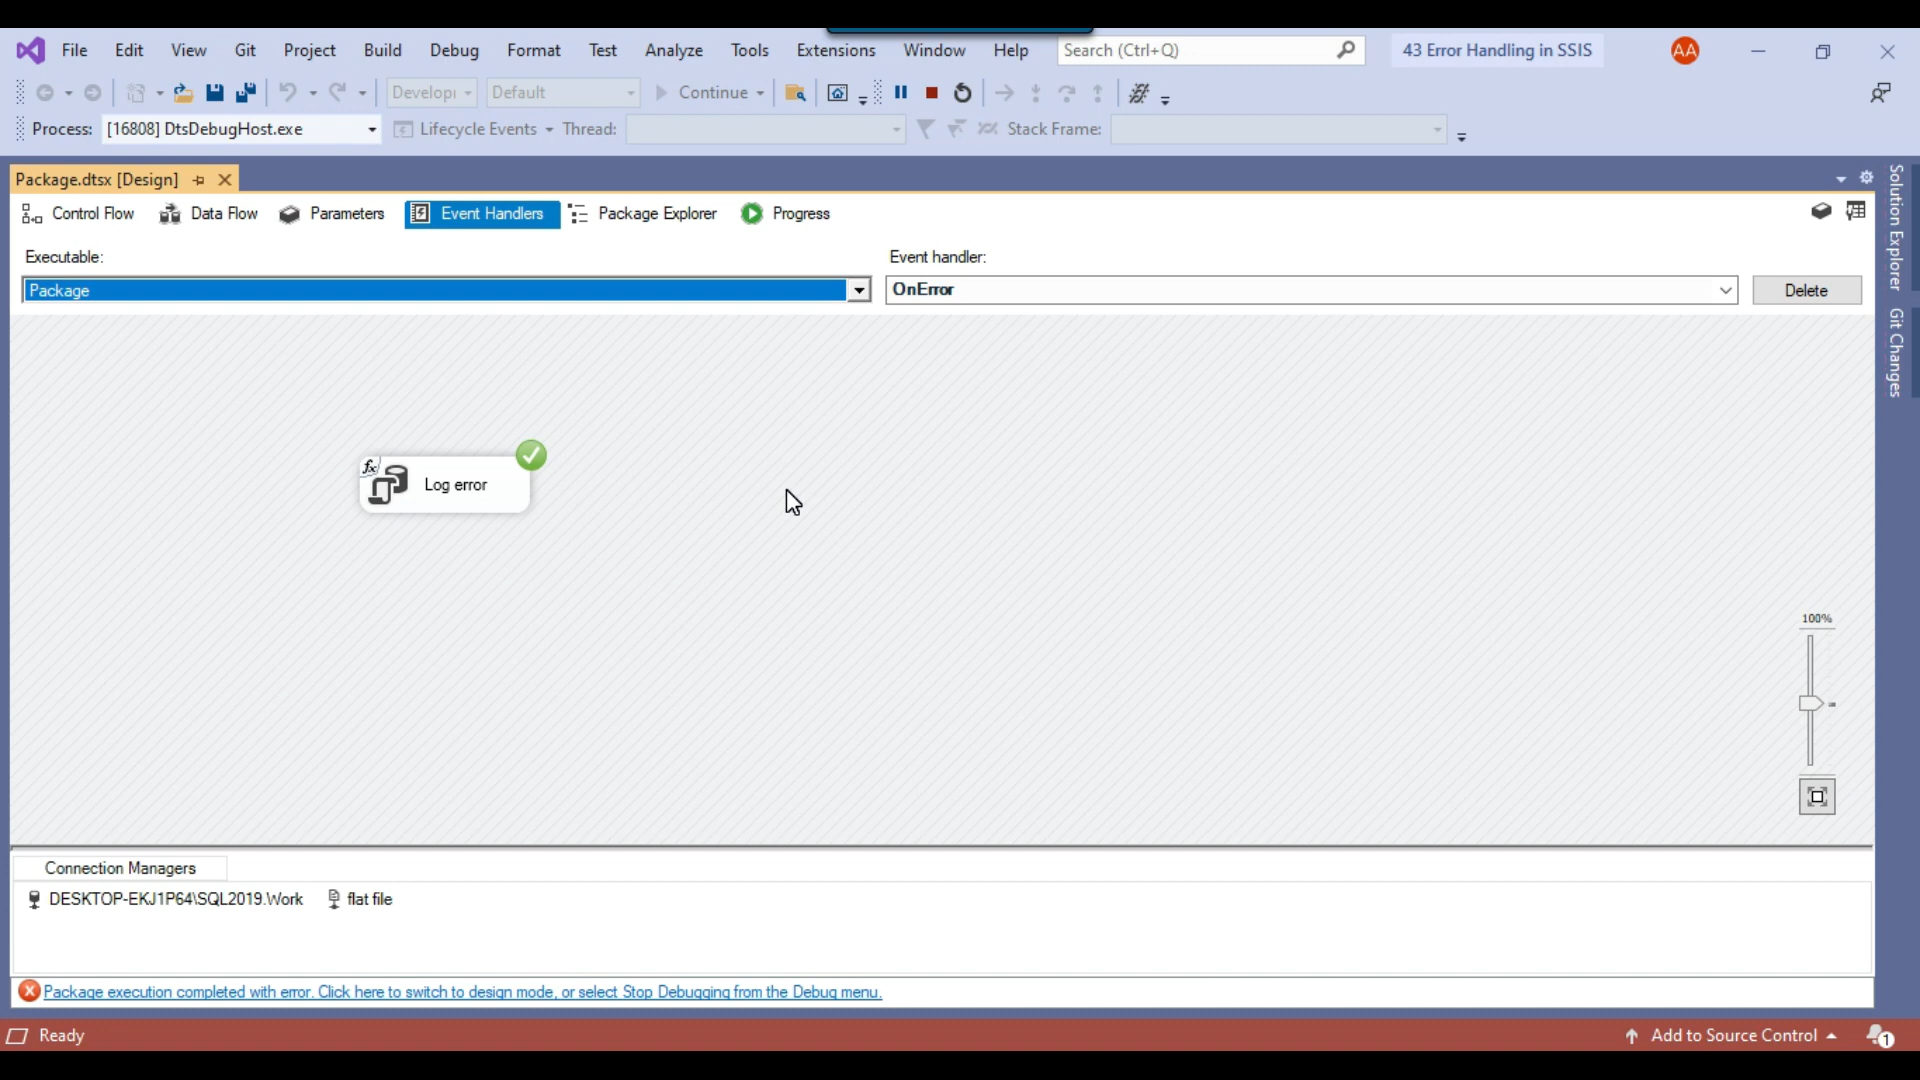 File Edit View Git Project Build Debug Format Test Analyze Tools Extensions Window Help Search (Ctrl+Q) 43 Error Handling in SSIS AA
Developı Default Continue
Process: [16808] DtsDebugHost.exe Lifecycle Events Thread: Stack Frame:
Package.dtsx [Design]
Control Flow Data Flow Parameters Event Handlers Package Explorer Progress
Executable: Event handler:
Package OnError Delete
fx Log error
100%
Connection Managers
DESKTOP-EKJ1P64\SQL2019.Work flat file
Package execution completed with error. Click here to switch to design mode, or select Stop Debugging from the Debug menu.
Ready Add to Source Control 1
Solution Explorer
Git Changes